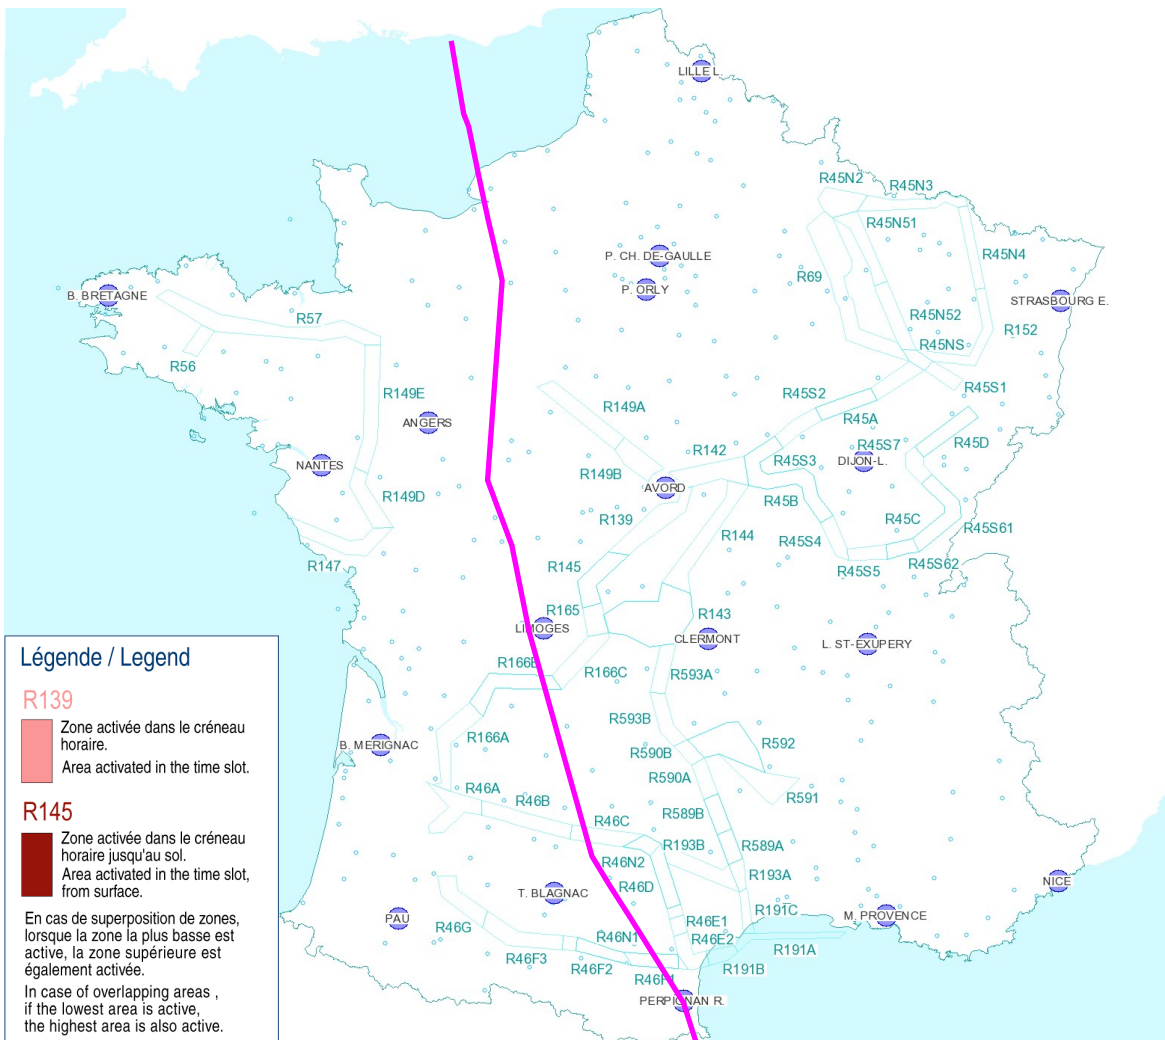 LILLE L.
R45N2
R45N3
R45N51
P. CH. DE-GAULLE
R45N4
R69
P. ORLY
B. BRETAGNE
STRASBOURG E.
R57
R45N52
R152
R45NS
R56
R149E
R45S2
R45S1
R149A
ANGERS
R45A
R45S7
R45D
R142
NANTES
R45S3
DIJON-L.
R149B
AVORD
R149D
R45B
R139
R45C
R45S61
R144
R45S4
R147
R145
R45S5
R45S62
R165
R143
LIMOGES
CLERMONT
L. ST-EXUPERY
R166B
R166C
R593A
R593B
R166A
B. MERIGNAC
R590B
R592
R590A
R46A
R46B
R591
R46C
R589B
R193B
R589A
R46N2
R193A
R46D
T. BLAGNAC
NICE
R191C
PAU
M. PROVENCE
R46G
R46E1
R46N1
R46E2
R191A
R46F3
R46F2
R191B
R46F1
PERPIGNAN R.
Légende / Legend
R139
Zone activée dans le créneau
horaire.
Area activated in the time slot.
R145
Zone activée dans le créneau
horaire jusqu'au sol.
Area activated in the time slot,
from surface.
En cas de superposition de zones,
lorsque la zone la plus basse est
active, la zone supérieure est
également activée.
In case of overlapping areas ,
if the lowest area is active,
the highest area is also active.